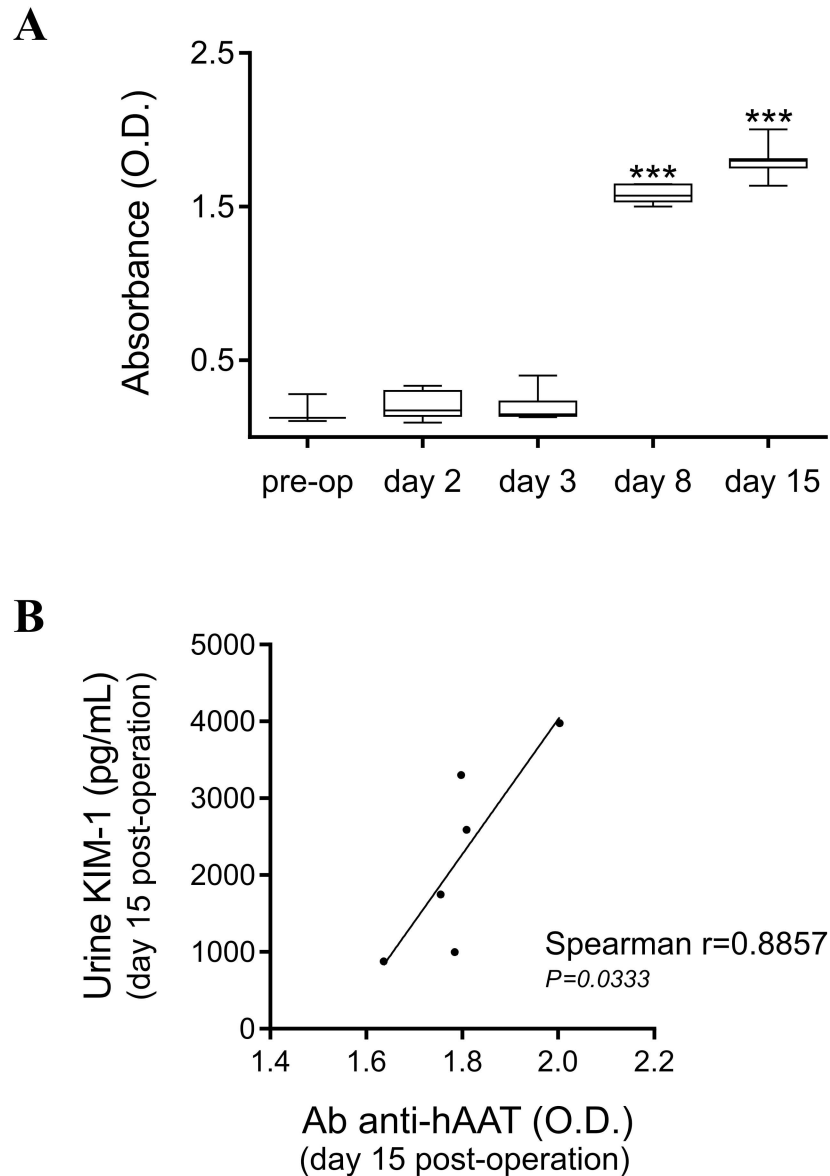 A
Absorbance (O.D.)
2.5
1.5
0.5
***
***
pre-op day 2 day 3 day 8 day 15
B
Urine KIM-1 (pg/mL)
(day 15 post-operation)
5000
4000
3000
2000
1000
0
Spearman r=0.8857
P=0.0333
1.4 1.6 1.8 2.0 2.2
Ab anti-hAAT (O.D.)
(day 15 post-operation)